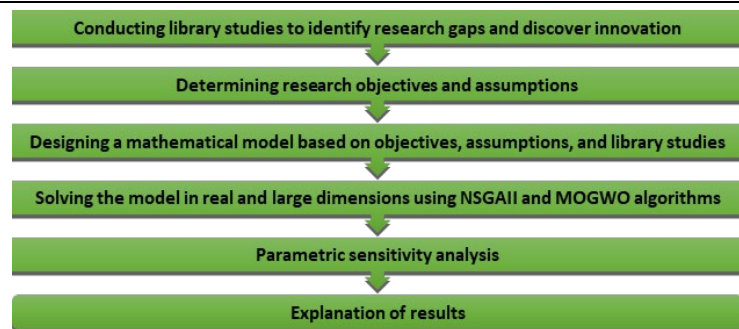 Conducting library studies to identify research gaps and discover innovation
Determining research objectives and assumptions
Designing a mathematical model based on objectives, assumptions, and library studies
Solving the model in real and large dimensions using NSGAII and MOGWO algorithms
Parametric sensitivity analysis
Explanation of results